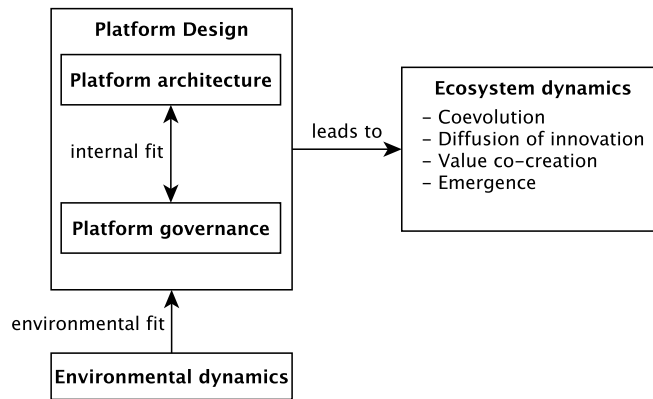 Platform Design
Platform architecture
internal fit
Platform governance
leads to
Ecosystem dynamics
– Coevolution
– Diffusion of innovation
– Value co-creation
– Emergence
environmental fit
Environmental dynamics